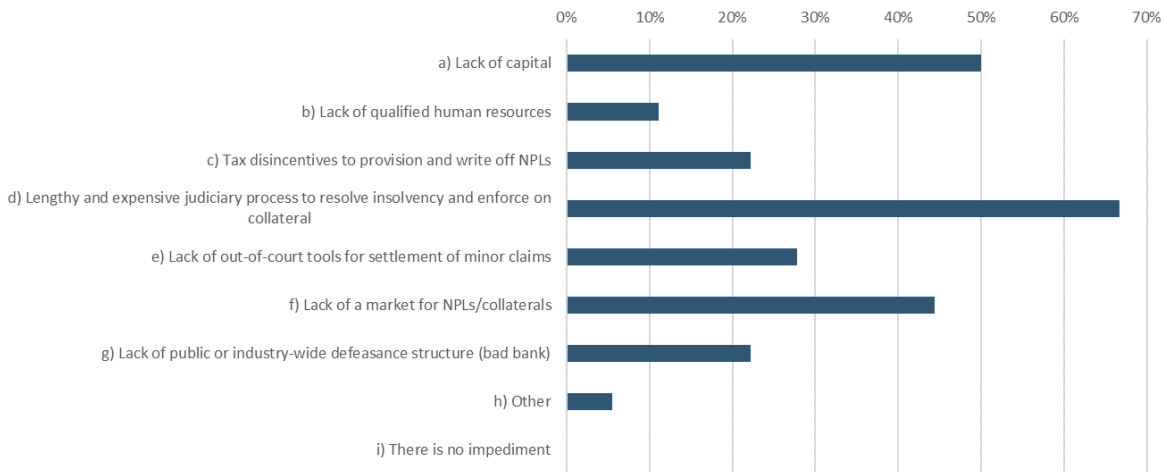 0% 10% 20% 30% 40% 50% 60% 70%
a) Lack of capital
b) Lack of qualified human resources
c) Tax disincentives to provision and write off NPLs
d) Lengthy and expensive judiciary process to resolve insolvency and enforce on
collateral
e) Lack of out-of-court tools for settlement of minor claims
f) Lack of a market for NPLs/collaterals
g) Lack of public or industry-wide defeasance structure (bad bank)
h) Other
i) There is no impediment